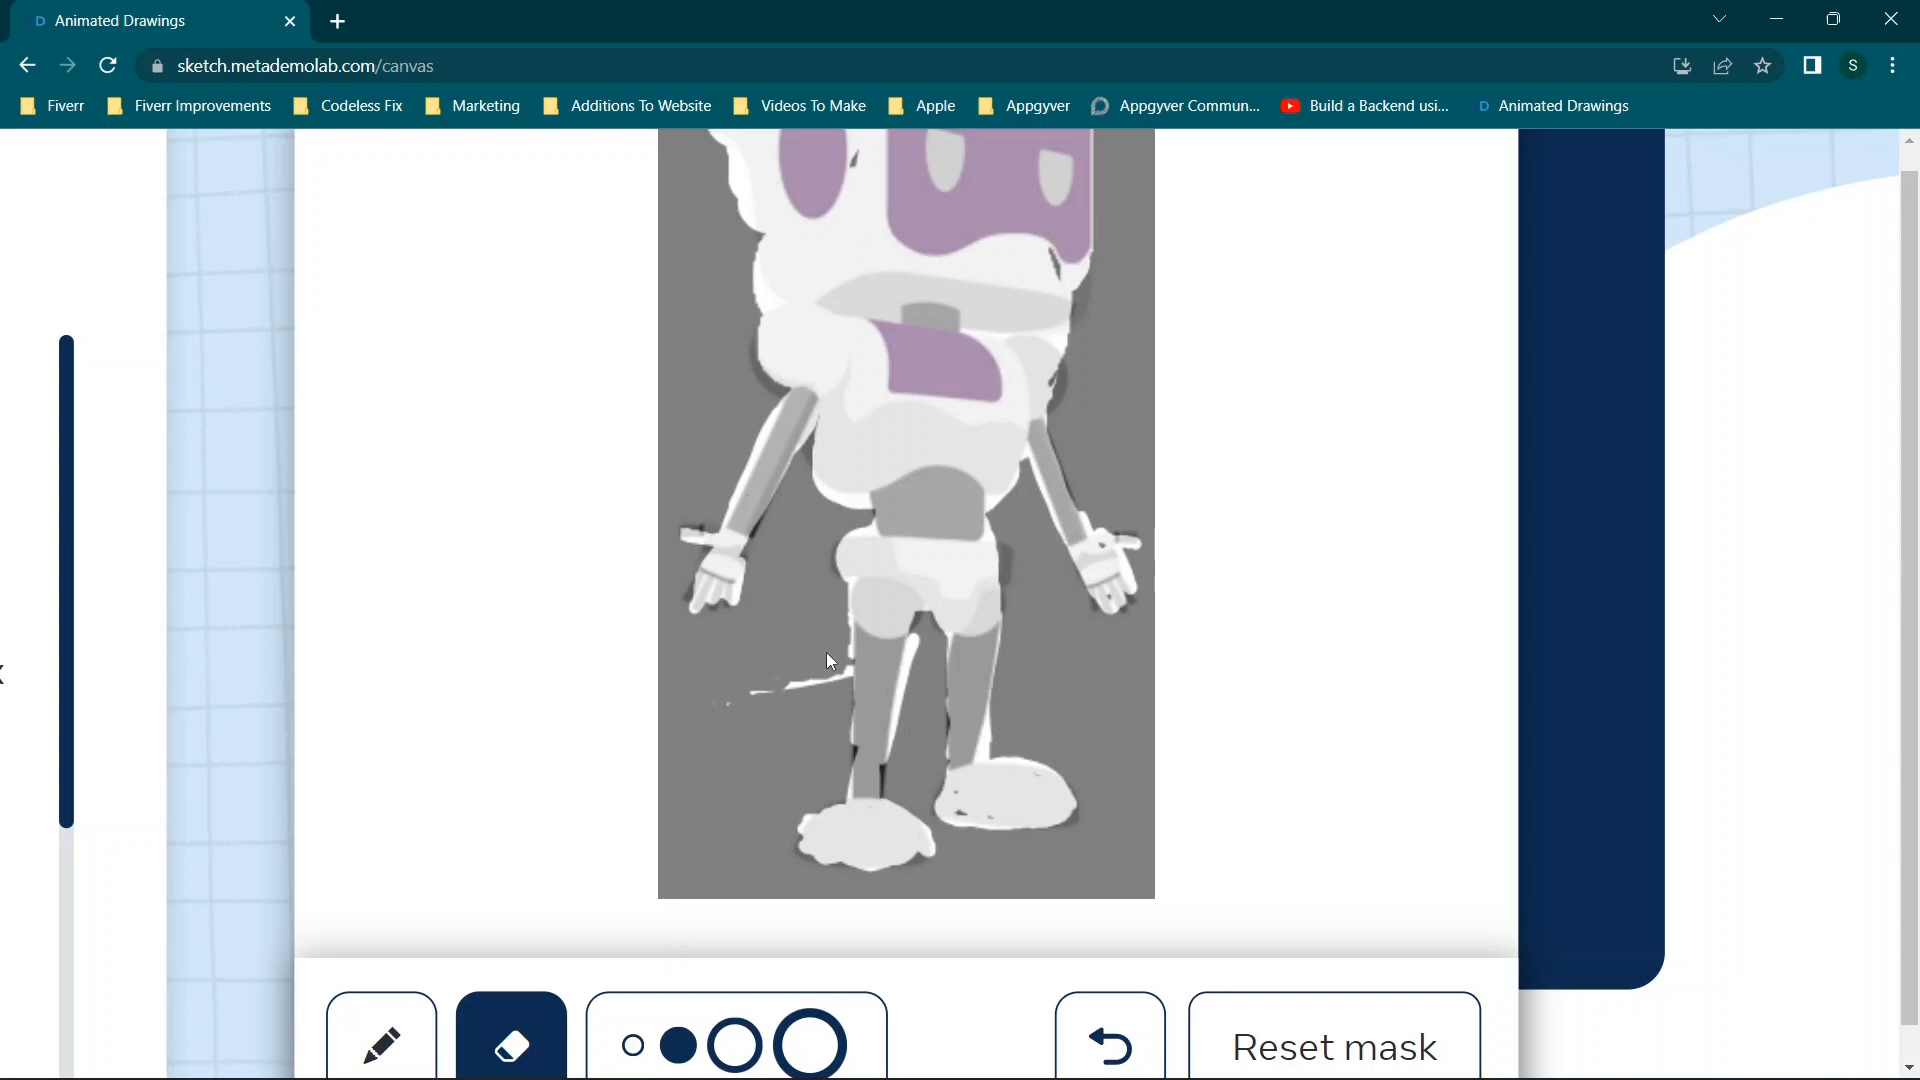 D Animated Drawings
sketch.metademolab.com/canvas
S
Fiverr
Fiverr Improvements
Codeless Fix
Marketing
Additions To Website
Videos To Make
Apple
Appgyver
Appgyver Commun...
Build a Backend usi...
D Animated Drawings
Reset mask